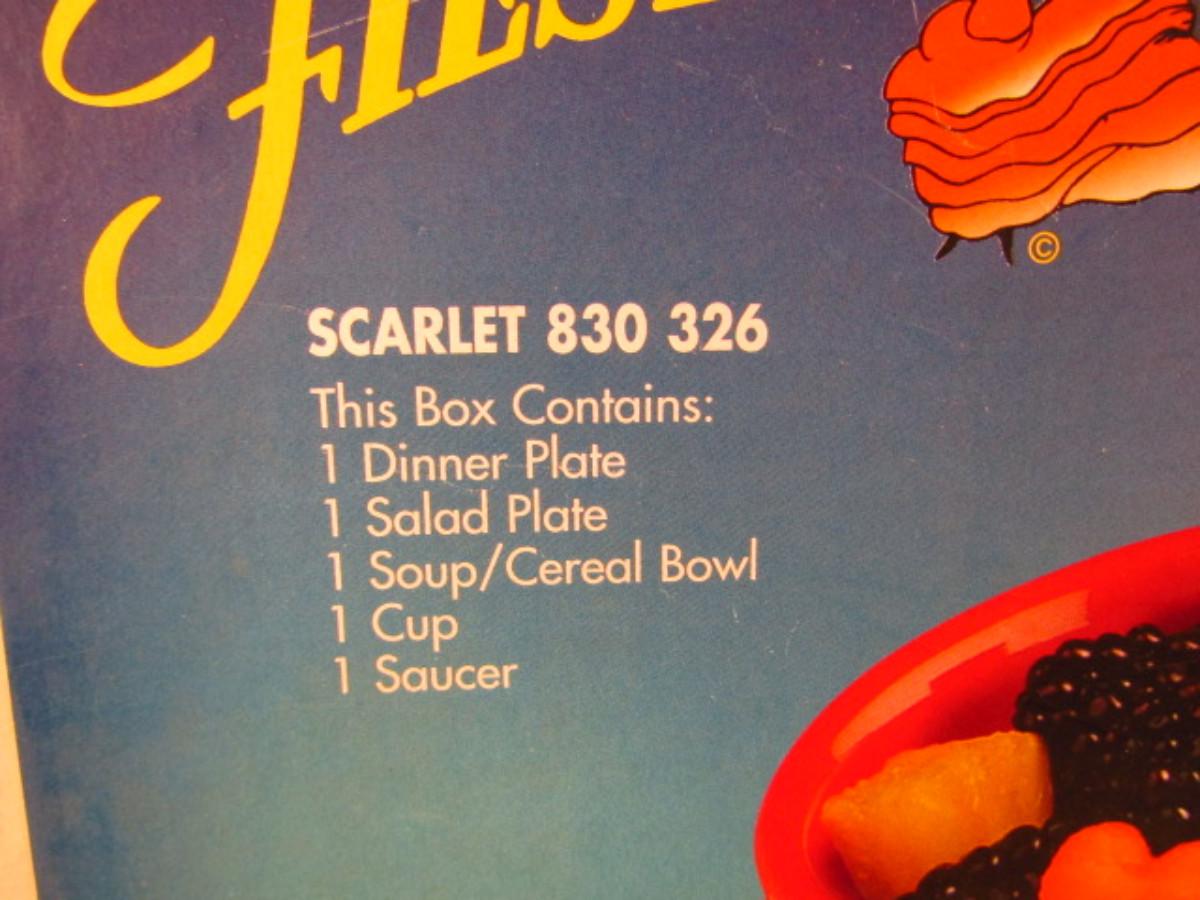 SCARLET 830 326
This Box Contains:
1 Dinner Plate
1 Salad Plate
1 Soup/Cereal Bowl
1 Cup
1 Saucer
©